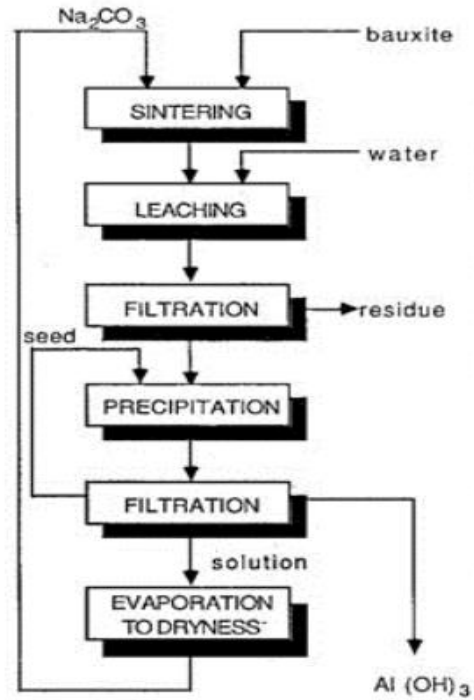 Na₂CO₃
bauxite
SINTERING
water
LEACHING
FILTRATION
residue
seed
PRECIPITATION
FILTRATION
solution
EVAPORATION
TO DRYNESS
Al (OH)₃